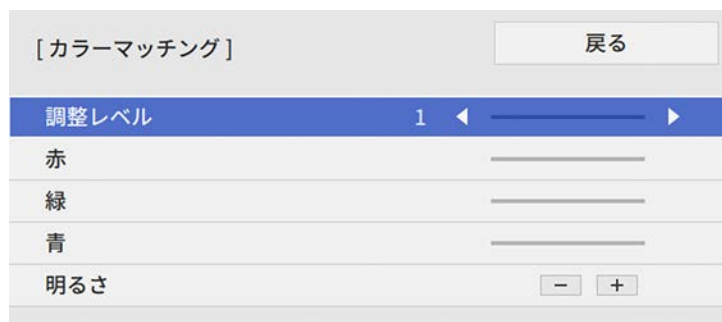 [カラーマッチング]
戻る
調整レベル 1
赤
緑
青
明るさ - +